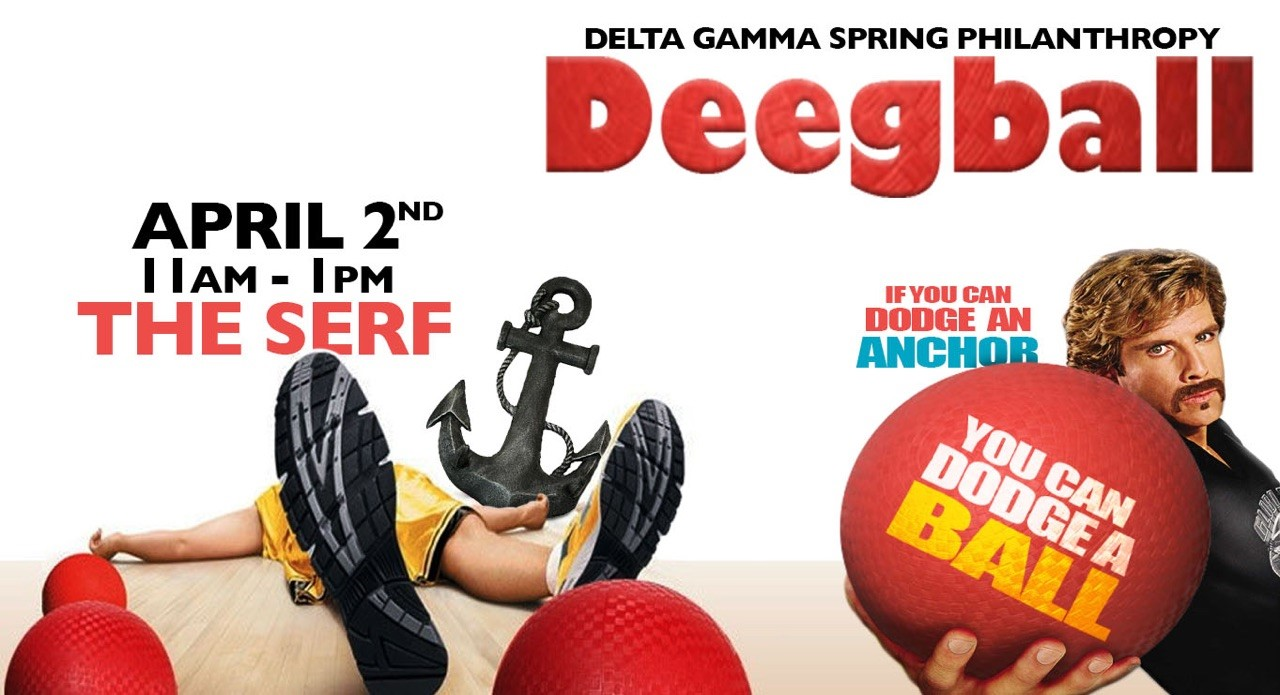 DELTA GAMMA SPRING PHILANTHROPY
Deegball
APRIL 2ND
11AM - 1PM
THE SERF
IF YOU CAN
DODGE AN
ANCHOR
YOU CAN
DODGE A
BALL